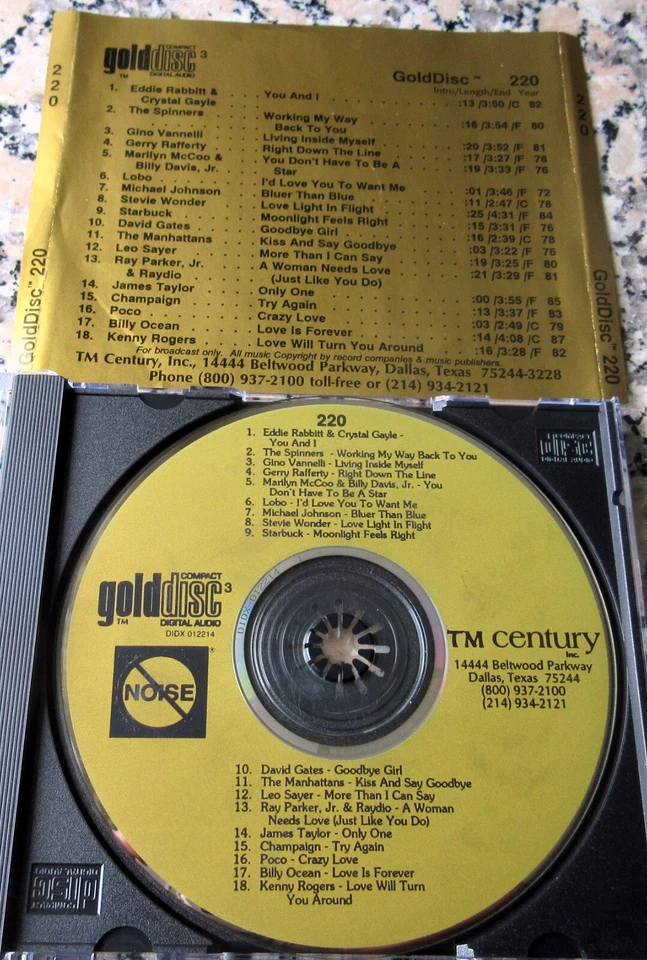 golddisc 3
COMPACT
TM
DIGITAL AUDIO
GoldDisc™ 220
Intro/Length/End Year
1. Eddie Rabbitt &
Crystal Gayle . . You And I :13 /3:50 /C 82
2. The Spinners Working My Way
Back To You :16 /3:54 /F 80
3. Gino Vannelli Living Inside Myself :20 /3:52 /F 81
4. Gerry Rafferty Right Down The Line :17 /3:27 /F 78
5. Marilyn McCoo & You Don't Have To Be A
Billy Davis, Jr. Star :19 /3:33 /F 76
6. Lobo I'd Love You To Want Me :01 /3:46 /F 72
7. Michael Johnson Bluer Than Blue :11 /2:47 /C 78
8. Stevie Wonder Love Light In Flight :25 /4:31 /F 84
9. Starbuck Moonlight Feels Right :15 /3:31 /F 76
10. David Gates Goodbye Girl :16 /2:39 /C 78
11. The Manhattans Kiss And Say Goodbye :03 /3:22 /F 76
12. Leo Sayer More Than I Can Say :19 /3:25 /F 80
13. Ray Parker, Jr. A Woman Needs Love
& Raydio (Just Like You Do) :21 /3:29 /F 81
14. James Taylor Only One :00 /3:55 /F 85
15. Champaign Try Again :13 /3:37 /F 83
16. Poco Crazy Love :03 /2:49 /C 79
17. Billy Ocean Love Is Forever :14 /4:08 /C 87
18. Kenny Rogers Love Will Turn You Around :16 /3:28 /F 82
For broadcast only. All music Copyright by record companies & music publishers.
TM Century, Inc., 14444 Beltwood Parkway, Dallas, Texas 75244-3228
Phone (800) 937-2100 toll-free or (214) 934-2121
220
GoldDisc™ 220
220
GoldDisc™ 220
COMPACT
disc
DIGITAL AUDIO
220
1. Eddie Rabbitt & Crystal Gayle -
You And I
2. The Spinners - Working My Way Back To You
3. Gino Vannelli - Living Inside Myself
4. Gerry Rafferty - Right Down The Line
5. Marilyn McCoo & Billy Davis, Jr. - You
Don't Have To Be A Star
6. Lobo - I'd Love You To Want Me
7. Michael Johnson - Bluer Than Blue
8. Stevie Wonder - Love Light In Flight
9. Starbuck - Moonlight Feels Right
COMPACT
golddisc 3
TM
DIGITAL AUDIO
DIDX 012214
NOISE
®
DIDX-012214
TM century
Inc.
14444 Beltwood Parkway
Dallas, Texas 75244
(800) 937-2100
(214) 934-2121
10. David Gates - Goodbye Girl
11. The Manhattans - Kiss And Say Goodbye
12. Leo Sayer - More Than I Can Say
13. Ray Parker, Jr. & Raydio - A Woman
Needs Love (Just Like You Do)
14. James Taylor - Only One
15. Champaign - Try Again
16. Poco - Crazy Love
17. Billy Ocean - Love Is Forever
18. Kenny Rogers - Love Will Turn
You Around
COMPACT
disc
DIGITAL AUDIO